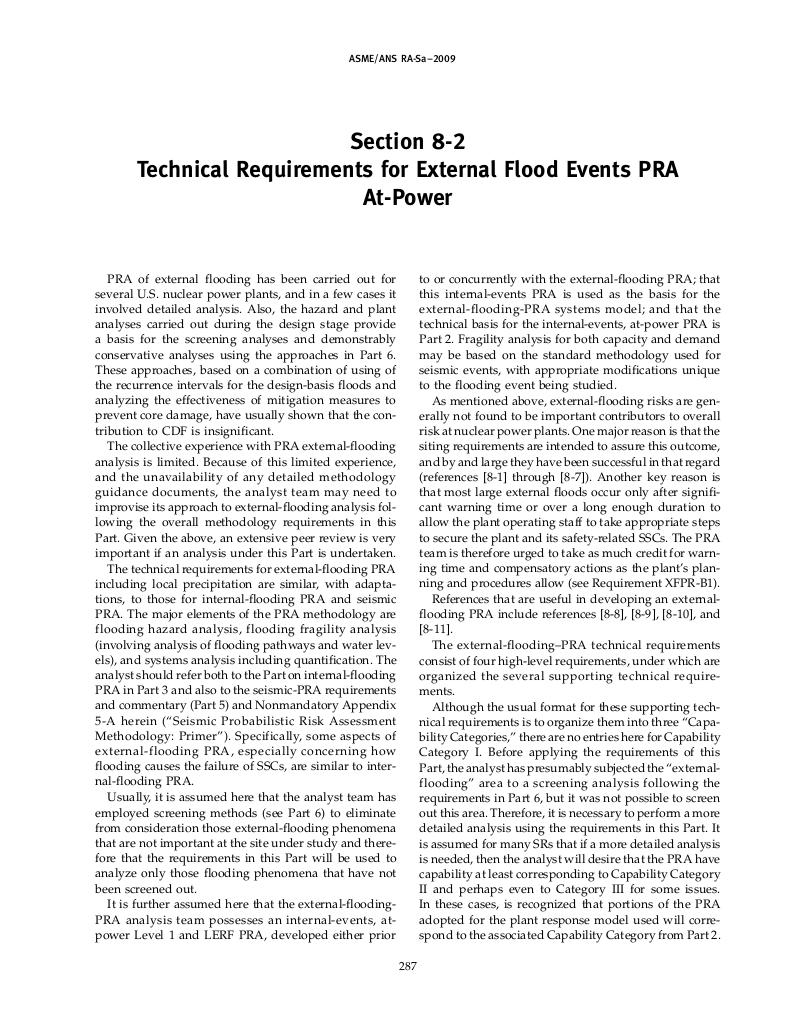 ASME/ANS RA-Sa–2009
Section 8-2
Technical Requirements for External Flood Events PRA
At-Power
PRA of external flooding has been carried out for
several U.S. nuclear power plants, and in a few cases it
involved detailed analysis. Also, the hazard and plant
analyses carried out during the design stage provide
a basis for the screening analyses and demonstrably
conservative analyses using the approaches in Part 6.
These approaches, based on a combination of using of
the recurrence intervals for the design-basis floods and
analyzing the effectiveness of mitigation measures to
prevent core damage, have usually shown that the con-
tribution to CDF is insignificant.
The collective experience with PRA external-flooding
analysis is limited. Because of this limited experience,
and the unavailability of any detailed methodology
guidance documents, the analyst team may need to
improvise its approach to external-flooding analysis fol-
lowing the overall methodology requirements in this
Part. Given the above, an extensive peer review is very
important if an analysis under this Part is undertaken.
The technical requirements for external-flooding PRA
including local precipitation are similar, with adapta-
tions, to those for internal-flooding PRA and seismic
PRA. The major elements of the PRA methodology are
flooding hazard analysis, flooding fragility analysis
(involving analysis of flooding pathways and water lev-
els), and systems analysis including quantification. The
analyst should refer both to the Part on internal-flooding
PRA in Part 3 and also to the seismic-PRA requirements
and commentary (Part 5) and Nonmandatory Appendix
5-A herein (“Seismic Probabilistic Risk Assessment
Methodology: Primer”). Specifically, some aspects of
external-flooding PRA, especially concerning how
flooding causes the failure of SSCs, are similar to inter-
nal-flooding PRA.
Usually, it is assumed here that the analyst team has
employed screening methods (see Part 6) to eliminate
from consideration those external-flooding phenomena
that are not important at the site under study and there-
fore that the requirements in this Part will be used to
analyze only those flooding phenomena that have not
been screened out.
It is further assumed here that the external-flooding-
PRA analysis team possesses an internal-events, at-
power Level 1 and LERF PRA, developed either prior
to or concurrently with the external-flooding PRA; that
this internal-events PRA is used as the basis for the
external-flooding-PRA systems model; and that the
technical basis for the internal-events, at-power PRA is
Part 2. Fragility analysis for both capacity and demand
may be based on the standard methodology used for
seismic events, with appropriate modifications unique
to the flooding event being studied.
As mentioned above, external-flooding risks are gen-
erally not found to be important contributors to overall
risk at nuclear power plants. One major reason is that the
siting requirements are intended to assure this outcome,
and by and large they have been successful in that regard
(references [8-1] through [8-7]). Another key reason is
that most large external floods occur only after signifi-
cant warning time or over a long enough duration to
allow the plant operating staff to take appropriate steps
to secure the plant and its safety-related SSCs. The PRA
team is therefore urged to take as much credit for warn-
ing time and compensatory actions as the plant’s plan-
ning and procedures allow (see Requirement XFPR-B1).
References that are useful in developing an external-
flooding PRA include references [8-8], [8-9], [8-10], and
[8-11].
The external-flooding–PRA technical requirements
consist of four high-level requirements, under which are
organized the several supporting technical require-
ments.
Although the usual format for these supporting tech-
nical requirements is to organize them into three “Capa-
bility Categories,” there are no entries here for Capability
Category I. Before applying the requirements of this
Part, the analyst has presumably subjected the “external-
flooding” area to a screening analysis following the
requirements in Part 6, but it was not possible to screen
out this area. Therefore, it is necessary to perform a more
detailed analysis using the requirements in this Part. It
is assumed for many SRs that if a more detailed analysis
is needed, then the analyst will desire that the PRA have
capability at least corresponding to Capability Category
II and perhaps even to Category III for some issues.
In these cases, is recognized that portions of the PRA
adopted for the plant response model used will corre-
spond to the associated Capability Category from Part 2.
287